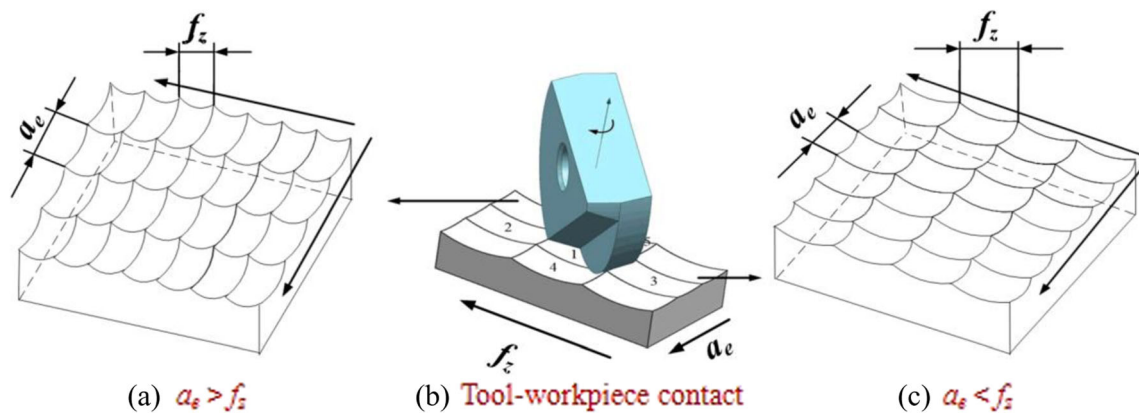 f_z
a_e
(a) a_e > f_z
2
1
5
4
3
f_z
a_e
(b) Tool-workpiece contact
f_z
a_e
(c) a_e < f_z